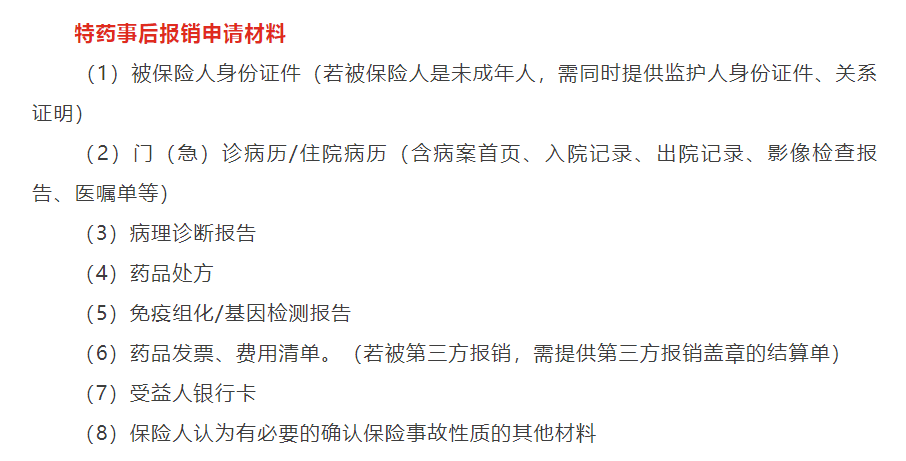 特药事后报销申请材料
（1）被保险人身份证件（若被保险人是未成年人，需同时提供监护人身份证件、关系
证明）
（2）门（急）诊病历/住院病历（含病案首页、入院记录、出院记录、影像检查报
告、医嘱单等）
（3）病理诊断报告
（4）药品处方
（5）免疫组化/基因检测报告
（6）药品发票、费用清单。（若被第三方报销，需提供第三方报销盖章的结算单）
（7）受益人银行卡
（8）保险人认为有必要的确认保险事故性质的其他材料